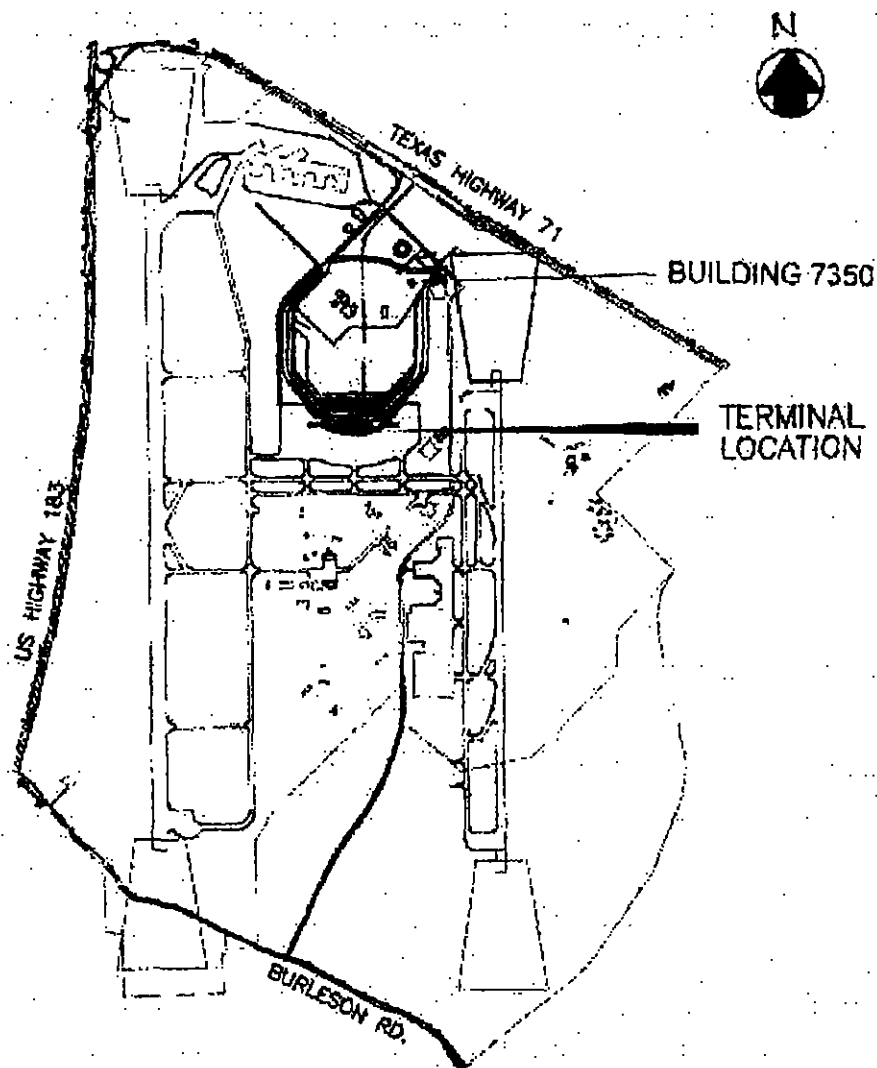 N
TEXAS HIGHWAY 71
BUILDING 7350
TERMINAL
LOCATION
US HIGHWAY 183
BURLESON RD.